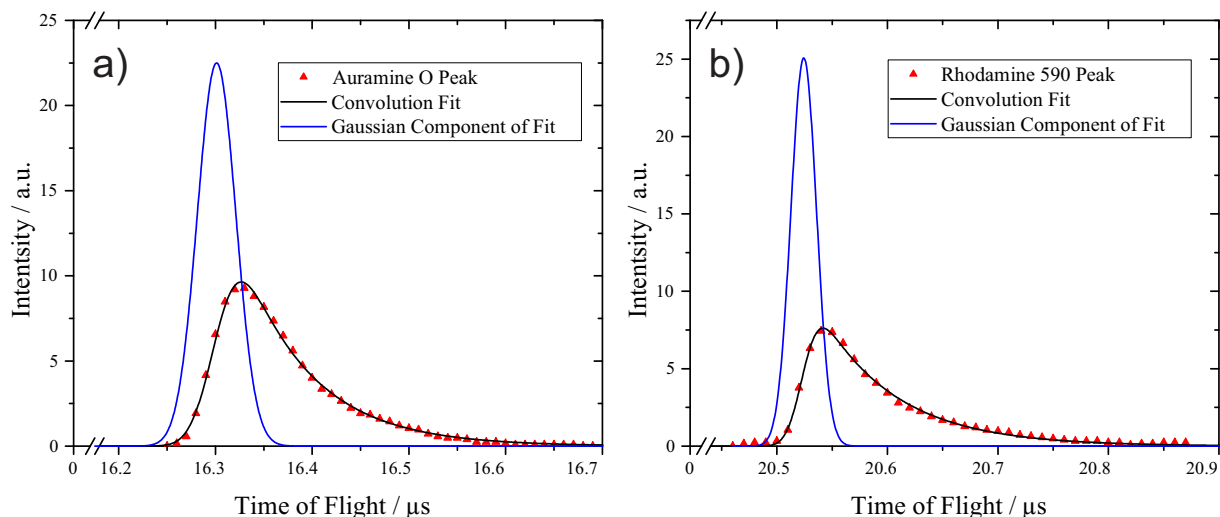 a)
Auramine O Peak
Convolution Fit
Gaussian Component of Fit
25
20
15
10
5
0
Intentsity / a.u.
0 16.2 16.3 16.4 16.5 16.6 16.7
Time of Flight / µs
b)
Rhodamine 590 Peak
Convolution Fit
Gaussian Component of Fit
25
20
15
10
5
0
Intentsity / a.u.
0 20.5 20.6 20.7 20.8 20.9
Time of Flight / µs